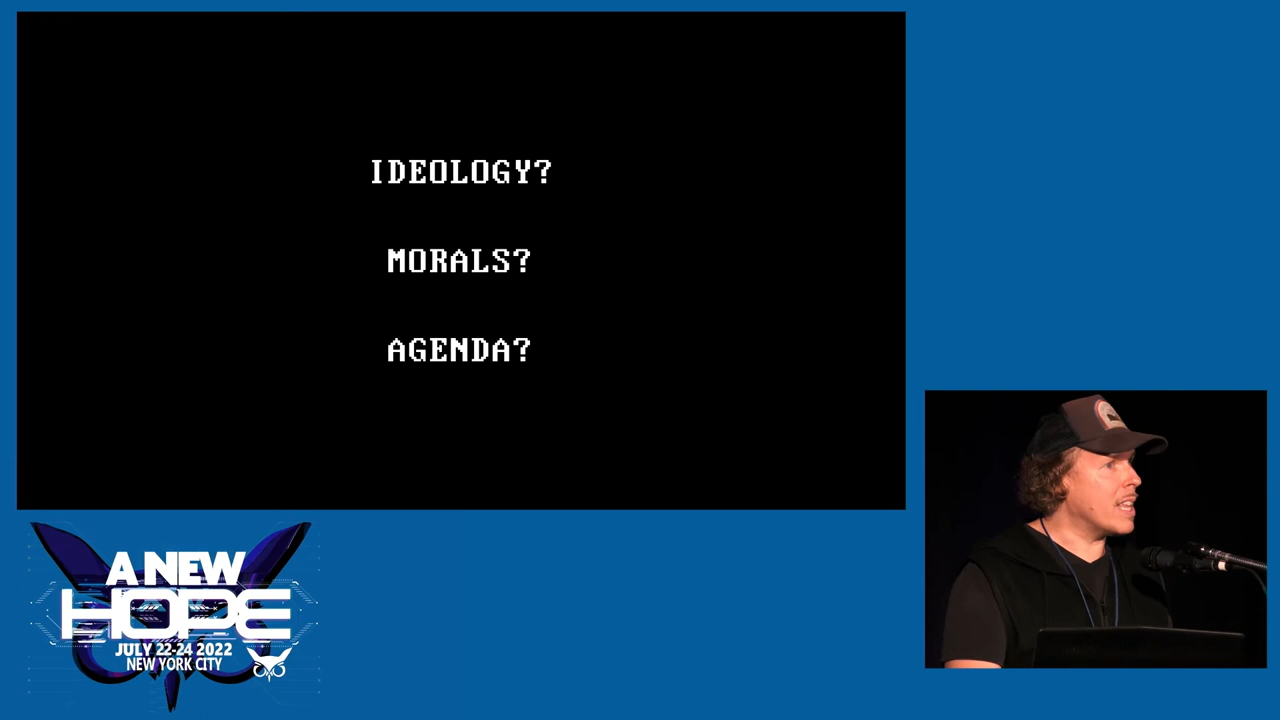 IDEOLOGY?
MORALS?
AGENDA?
A NEW
HOPE
JULY 22-24 2022
NEW YORK CITY